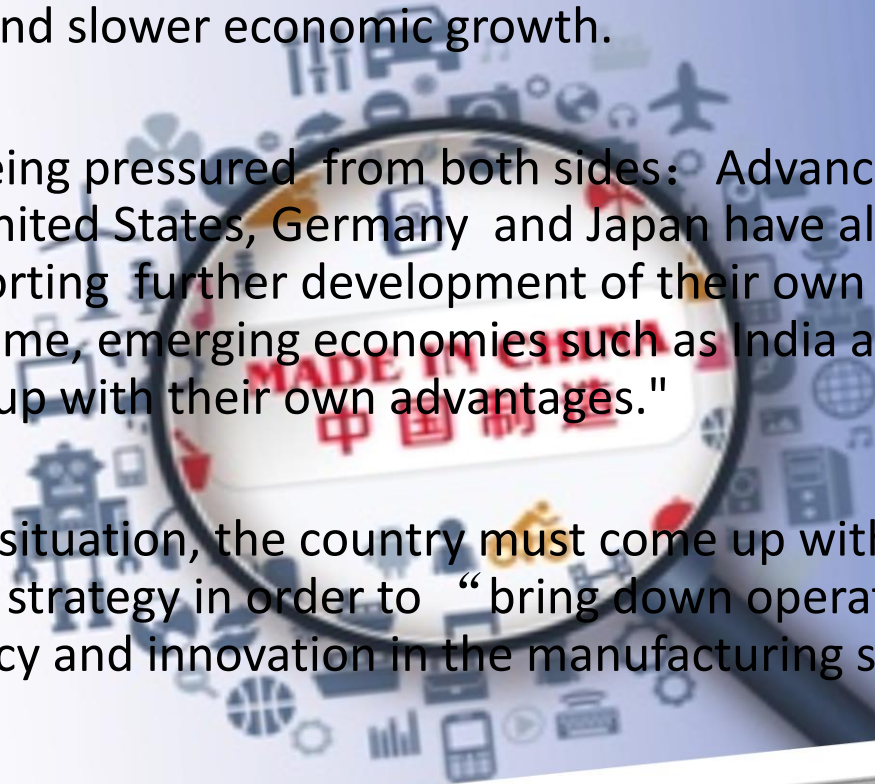 nd slower economic growth.
eing pressured from both sides： Advanc
nited States, Germany and Japan have al
orting further development of their own
me, emerging economies such as India a
up with their own advantages."
MADE IN CHINA
中国制造
situation, the country must come up with
strategy in order to “bring down operat
cy and innovation in the manufacturing s